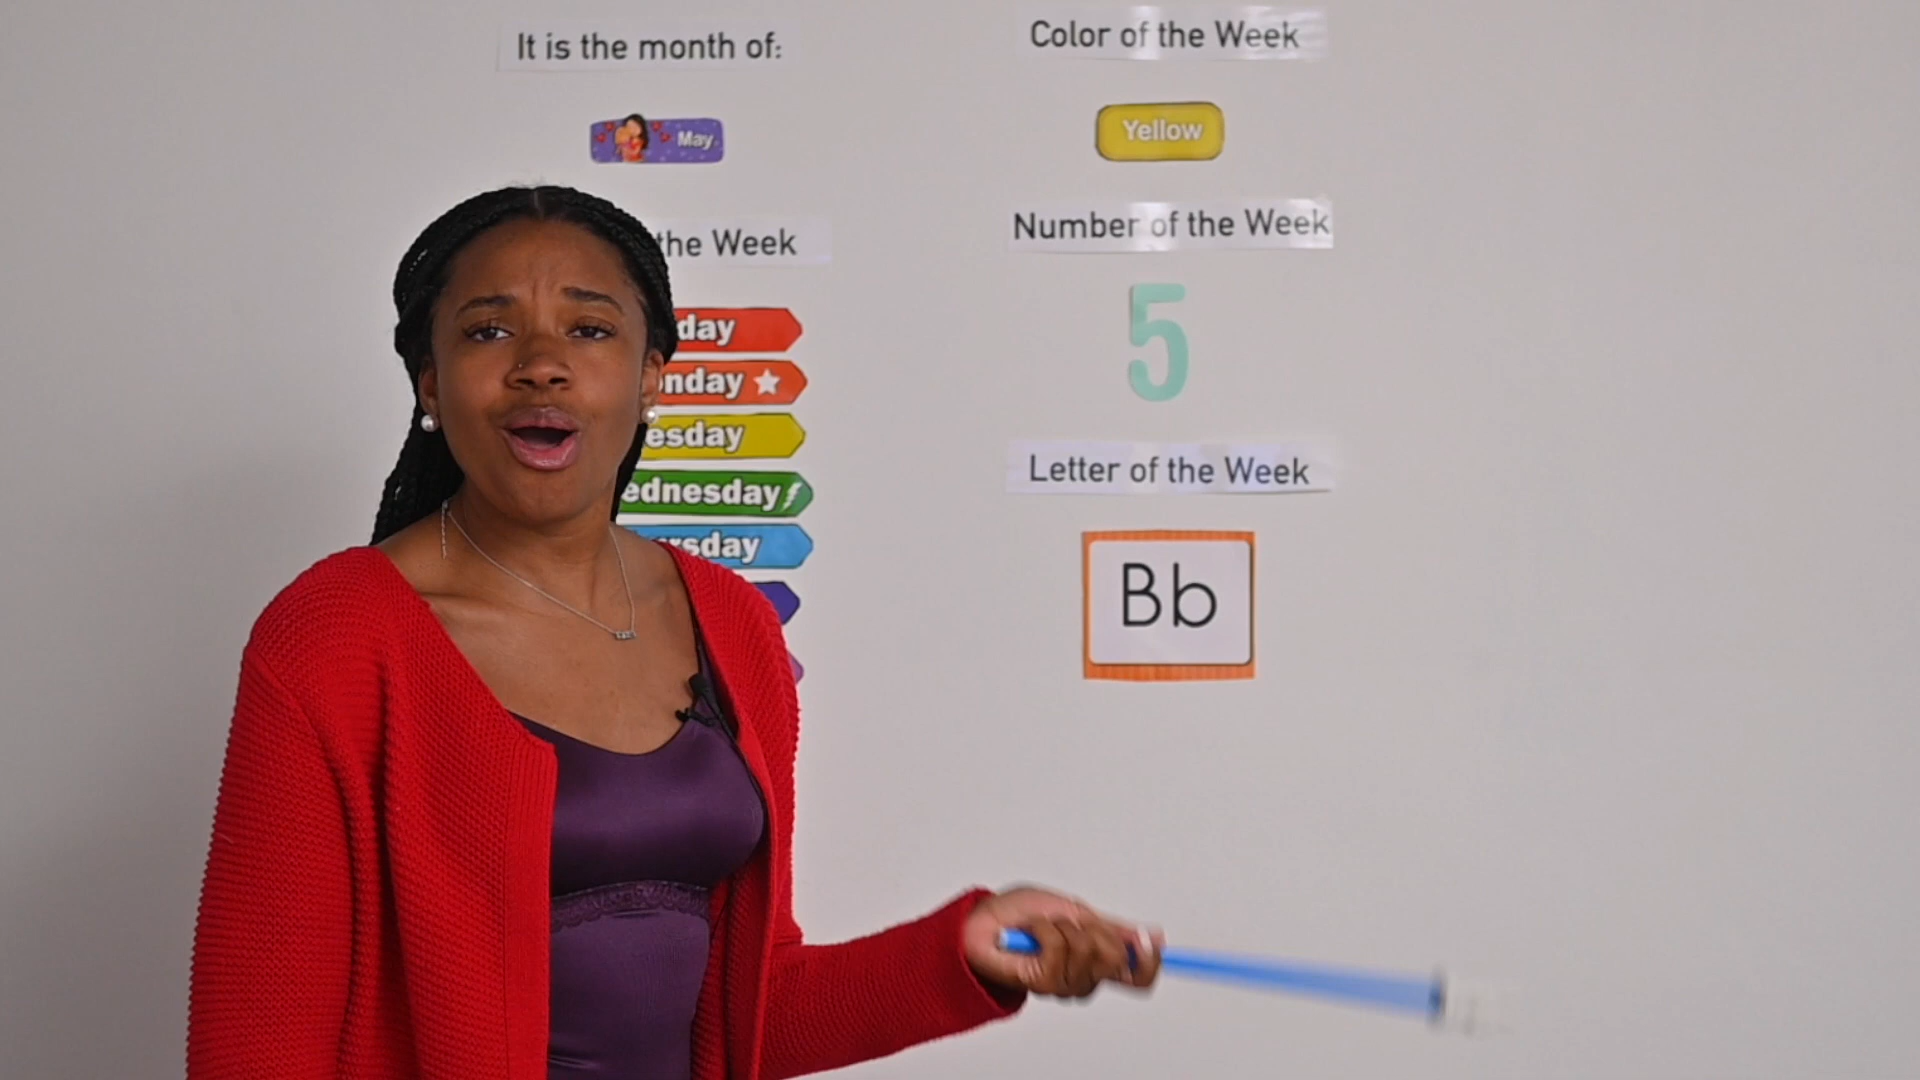 It is the month of:
May
the Week
day
nday
esday
ednesday
rsday
Color of the Week
Yellow
Number of the Week
5
Letter of the Week
Bb